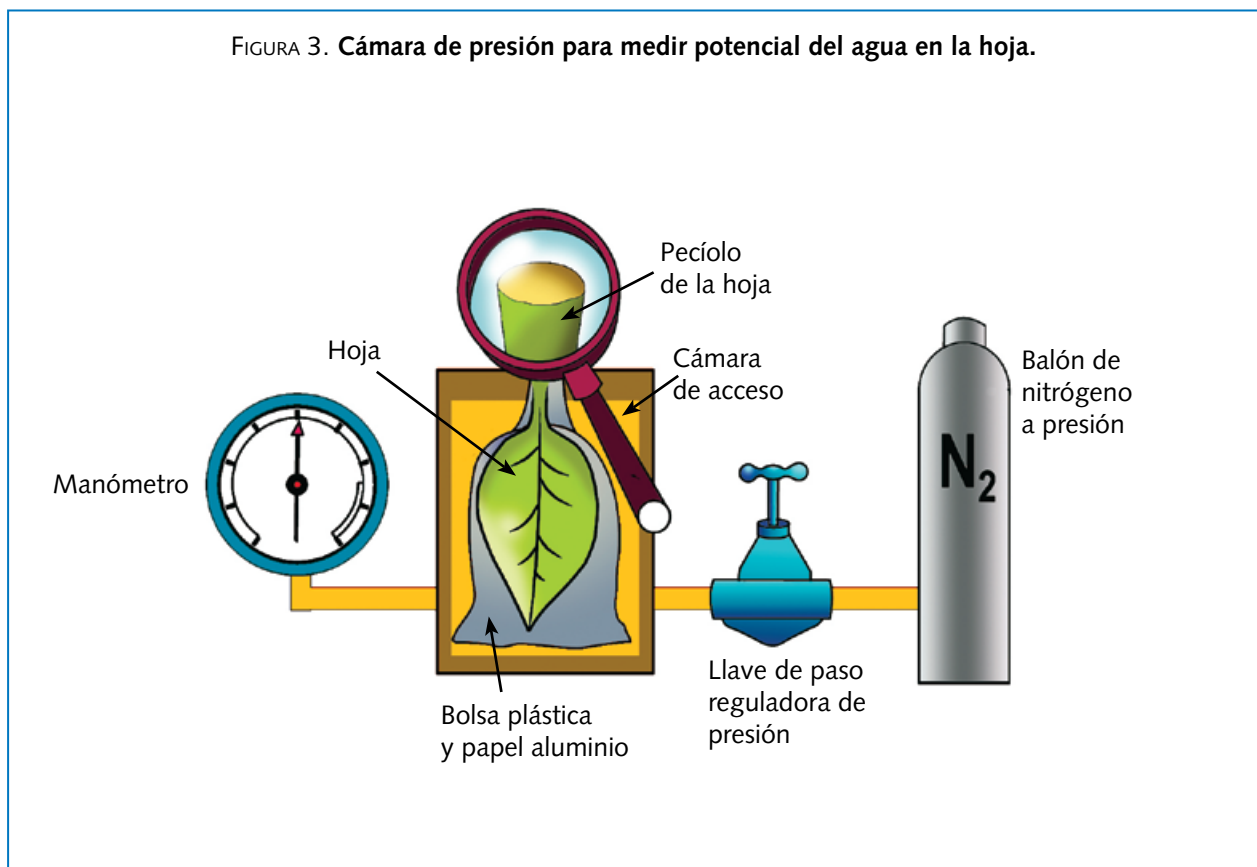 FIGURA 3. Cámara de presión para medir potencial del agua en la hoja.
Pecíolo
de la hoja
Hoja
Cámara
de acceso
Balón de
nitrógeno
a presión
N2
Manómetro
Llave de paso
reguladora de
presión
Bolsa plástica
y papel aluminio